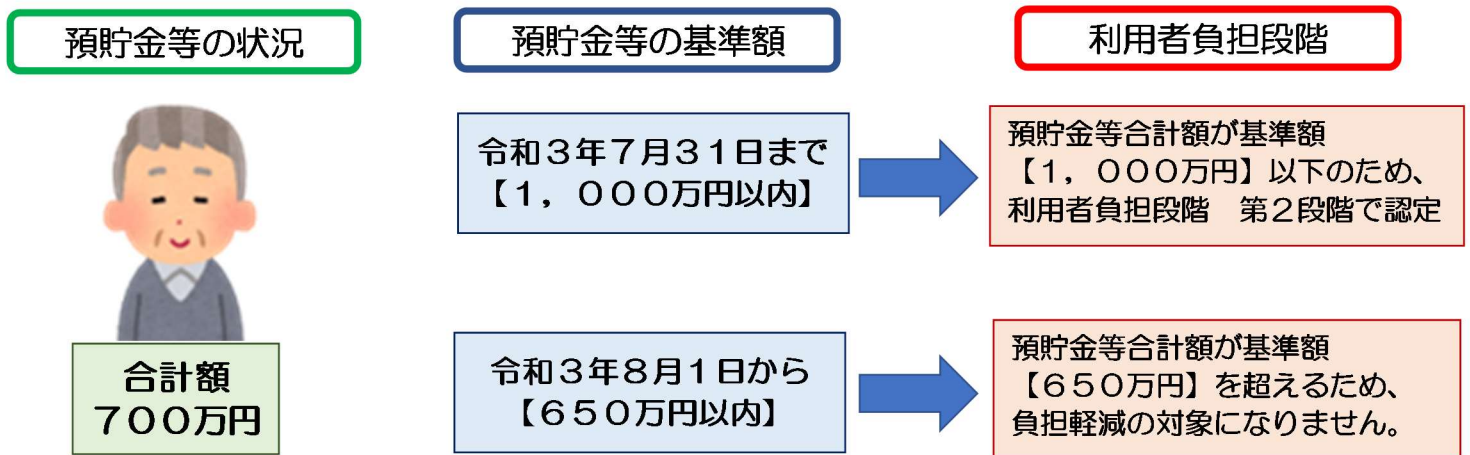 預貯金等の状況
預貯金等の基準額
利用者負担段階
令和3年7月31日まで
【1，000万円以内】
預貯金等合計額が基準額
【1，000万円】以下のため、
利用者負担段階　第2段階で認定
合計額
700万円
令和3年8月1日から
【650万円以内】
預貯金等合計額が基準額
【650万円】を超えるため、
負担軽減の対象になりません。